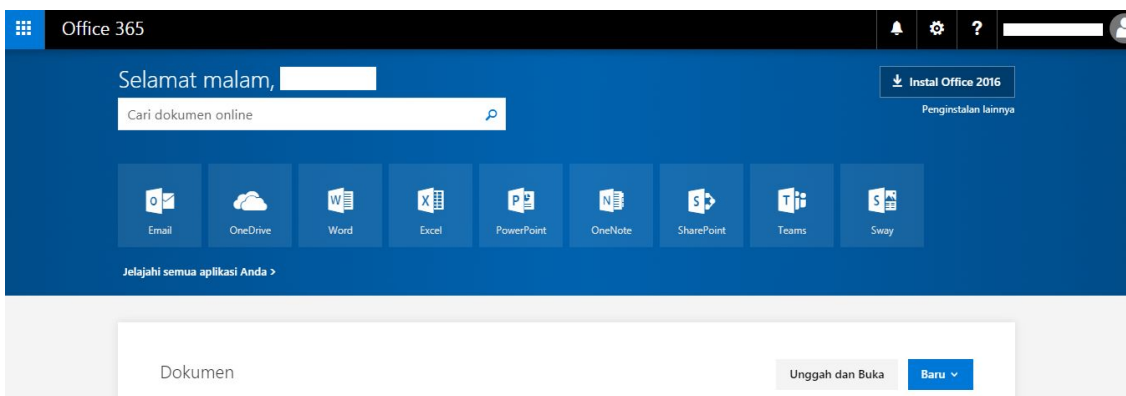 Office 365
?
Selamat malam,
Instal Office 2016
Cari dokumen online
Penginstalan lainnya
Email OneDrive Word Excel PowerPoint OneNote SharePoint Teams Sway
Jelajahi semua aplikasi Anda >
Dokumen
Unggah dan Buka
Baru